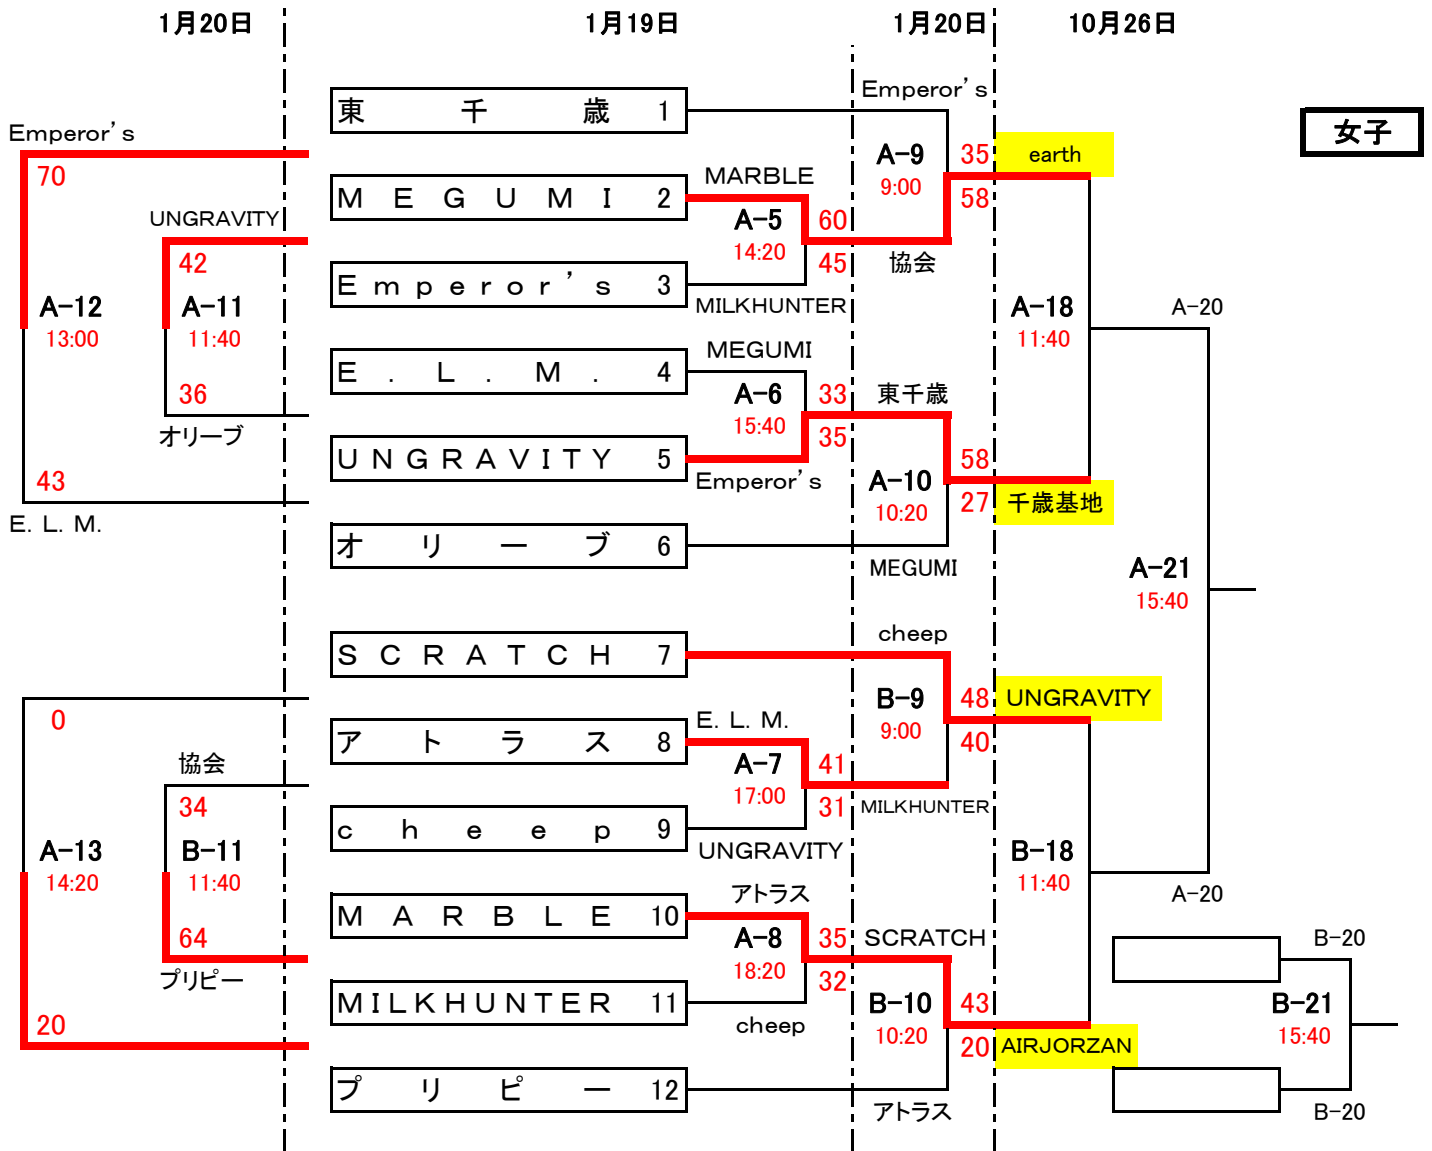 1月20日
1月19日
1月20日
10月26日
女子
Emperor's
70
UNGRAVITY
42
A-12
13:00
A-11
11:40
36
オリーブ
43
E. L. M.
0
協会
34
A-13
14:20
B-11
11:40
64
プリピー
20
東千歳 1
MEGUMI 2
Emperor's 3
E.L.M. 4
UNGRAVITY 5
オリーブ 6
SCRATCH 7
アトラス 8
cheep 9
MARBLE 10
MILKHUNTER 11
プリピー 12
MARBLE
A-5
14:20
60
45
MILKHUNTER
MEGUMI
A-6
15:40
33
35
Emperor's
E. L. M.
A-7
17:00
41
31
UNGRAVITY
アトラス
A-8
18:20
35
32
cheep
Emperor's
A-9
9:00
35
58
協会
東千歳
A-10
10:20
58
27
MEGUMI
cheep
B-9
9:00
48
40
MILKHUNTER
SCRATCH
B-10
10:20
43
20
アトラス
earth
A-18
11:40
千歳基地
UNGRAVITY
B-18
11:40
AIRJORZAN
A-20
A-21
15:40
A-20
B-20
B-21
15:40
B-20